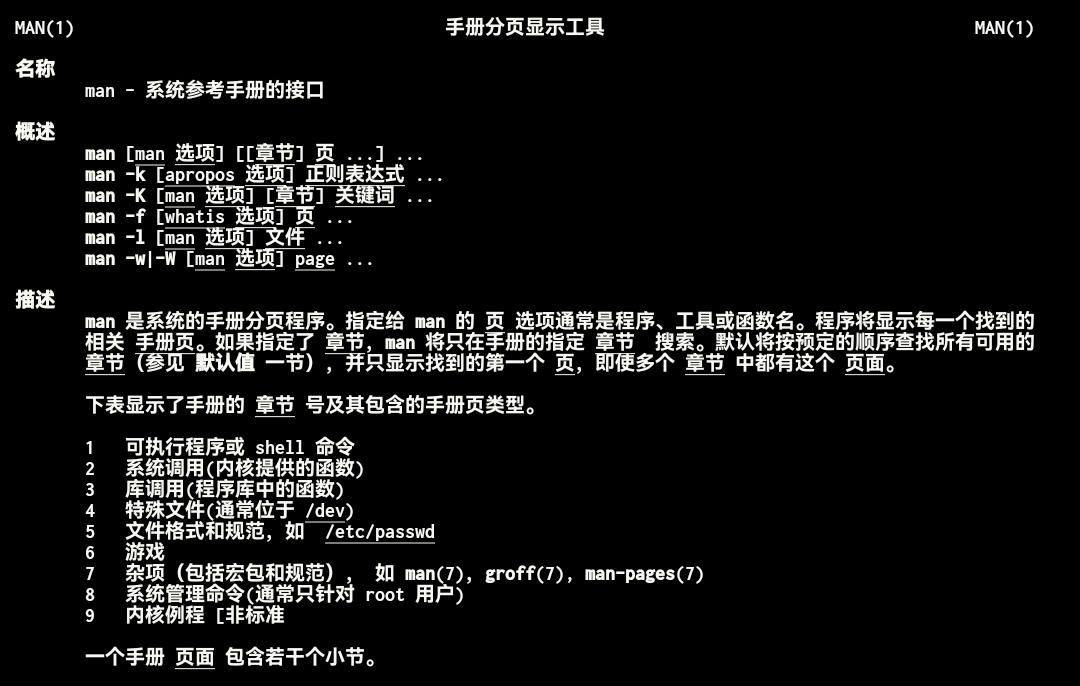 MAN(1) 手册分页显示工具 MAN(1)
名称
man - 系统参考手册的接口
概述
man [man 选项] [[章节] 页 ...] ...
man -k [apropos 选项] 正则表达式 ...
man -K [man 选项] [章节] 关键词 ...
man -f [whatis 选项] 页 ...
man -l [man 选项] 文件 ...
man -w|-W [man 选项] page ...
描述
man 是系统的手册分页程序。指定给 man 的 页 选项通常是程序、工具或函数名。程序将显示每一个找到的
相关 手册页。如果指定了 章节，man 将只在手册的指定 章节 搜索。默认将按预定的顺序查找所有可用的
章节（参见 默认值 一节），并只显示找到的第一个 页，即使多个 章节 中都有这个 页面。
下表显示了手册的 章节 号及其包含的手册页类型。
1 可执行程序或 shell 命令
2 系统调用(内核提供的函数)
3 库调用(程序库中的函数)
4 特殊文件(通常位于 /dev)
5 文件格式和规范，如 /etc/passwd
6 游戏
7 杂项（包括宏包和规范）， 如 man(7)，groff(7)，man-pages(7)
8 系统管理命令(通常只针对 root 用户)
9 内核例程 [非标准
一个手册 页面 包含若干个小节。